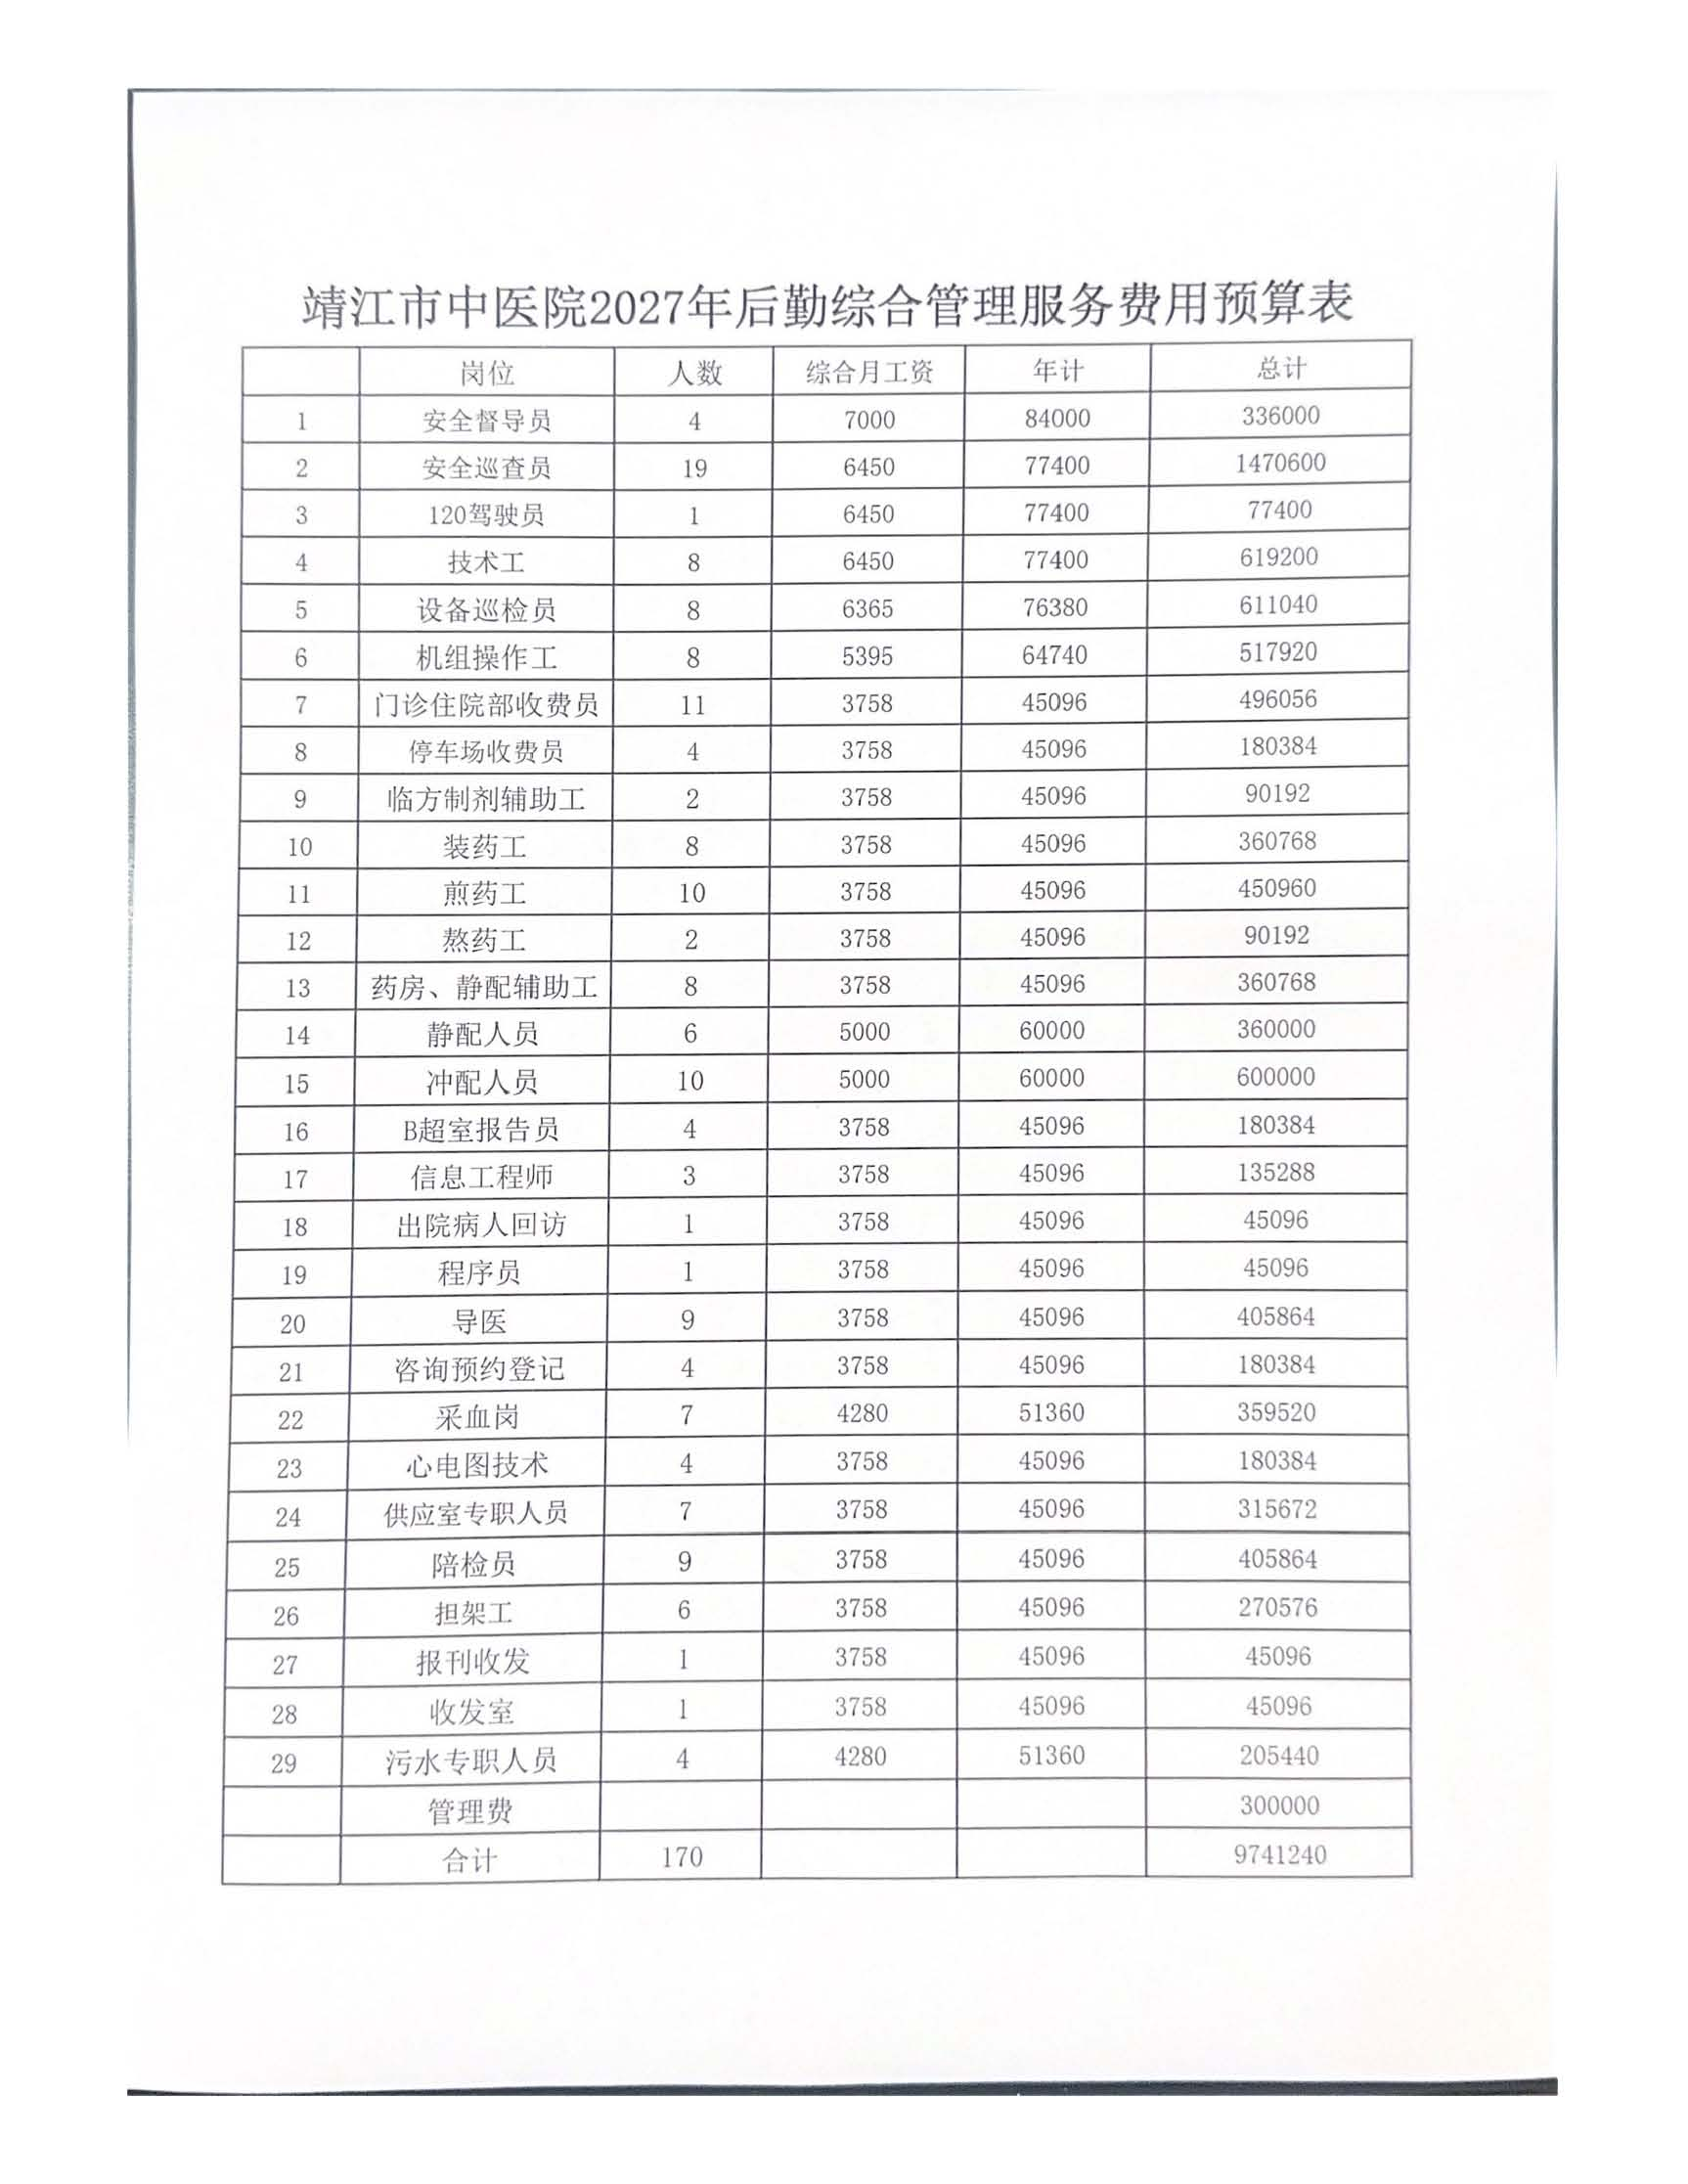 靖江市中医院2027年后勤综合管理服务费用预算表
岗位 人数 综合月工资 年计 总计
1 安全督导员 4 7000 84000 336000
2 安全巡查员 19 6450 77400 1470600
3 120驾驶员 1 6450 77400 77400
4 技术工 8 6450 77400 619200
5 设备巡检员 8 6365 76380 611040
6 机组操作工 8 5395 64740 517920
7 门诊住院部收费员 11 3758 45096 496056
8 停车场收费员 4 3758 45096 180384
9 临方制剂辅助工 2 3758 45096 90192
10 装药工 8 3758 45096 360768
11 煎药工 10 3758 45096 450960
12 熬药工 2 3758 45096 90192
13 药房、静配辅助工 8 3758 45096 360768
14 静配人员 6 5000 60000 360000
15 冲配人员 10 5000 60000 600000
16 B超室报告员 4 3758 45096 180384
17 信息工程师 3 3758 45096 135288
18 出院病人回访 1 3758 45096 45096
19 程序员 1 3758 45096 45096
20 导医 9 3758 45096 405864
21 咨询预约登记 4 3758 45096 180384
22 采血岗 7 4280 51360 359520
23 心电图技术 4 3758 45096 180384
24 供应室专职人员 7 3758 45096 315672
25 陪检员 9 3758 45096 405864
26 担架工 6 3758 45096 270576
27 报刊收发 1 3758 45096 45096
28 收发室 1 3758 45096 45096
29 污水专职人员 4 4280 51360 205440
管理费 300000
合计 170 9741240